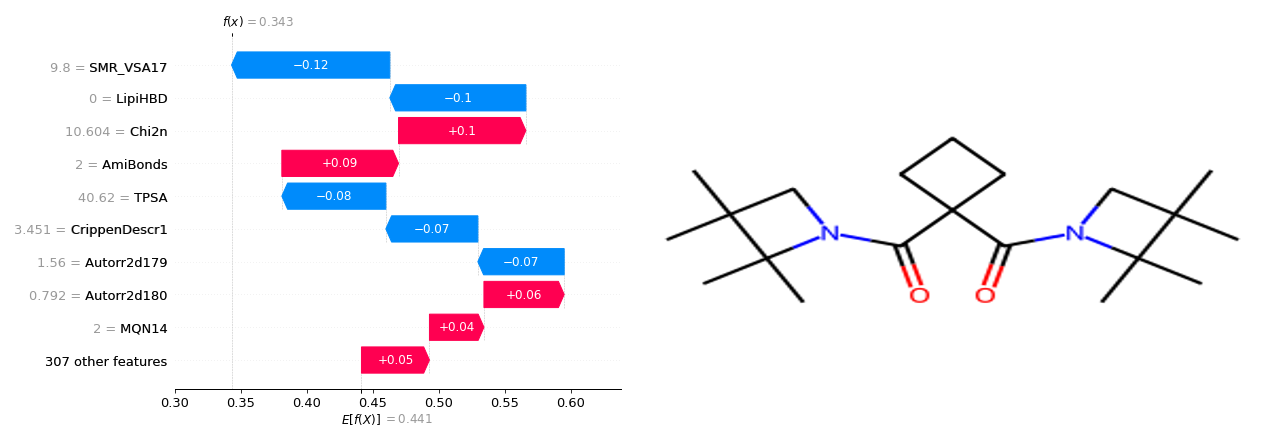 f(x) = 0.343
9.8 = SMR_VSA17
−0.12
0 = LipiHBD
−0.1
10.604 = Chi2n
+0.1
2 = AmiBonds
+0.09
40.62 = TPSA
−0.08
3.451 = CrippenDescr1
−0.07
1.56 = Autorr2d179
−0.07
0.792 = Autorr2d180
+0.06
2 = MQN14
+0.04
307 other features
+0.05
0.30 0.35 0.40 0.45 0.50 0.55 0.60
E[f(X)] = 0.441
N N
O O